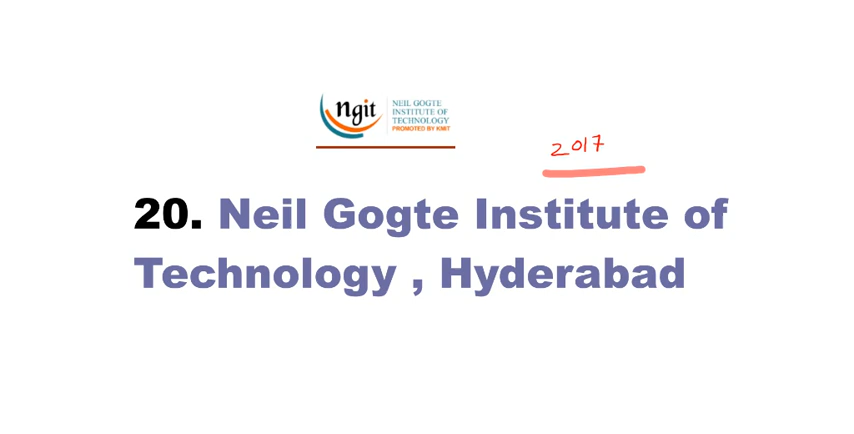 ngit
NEIL GOGTE
INSTITUTE OF
TECHNOLOGY
PROMOTED BY KMIT
2017
20. Neil Gogte Institute of
Technology , Hyderabad